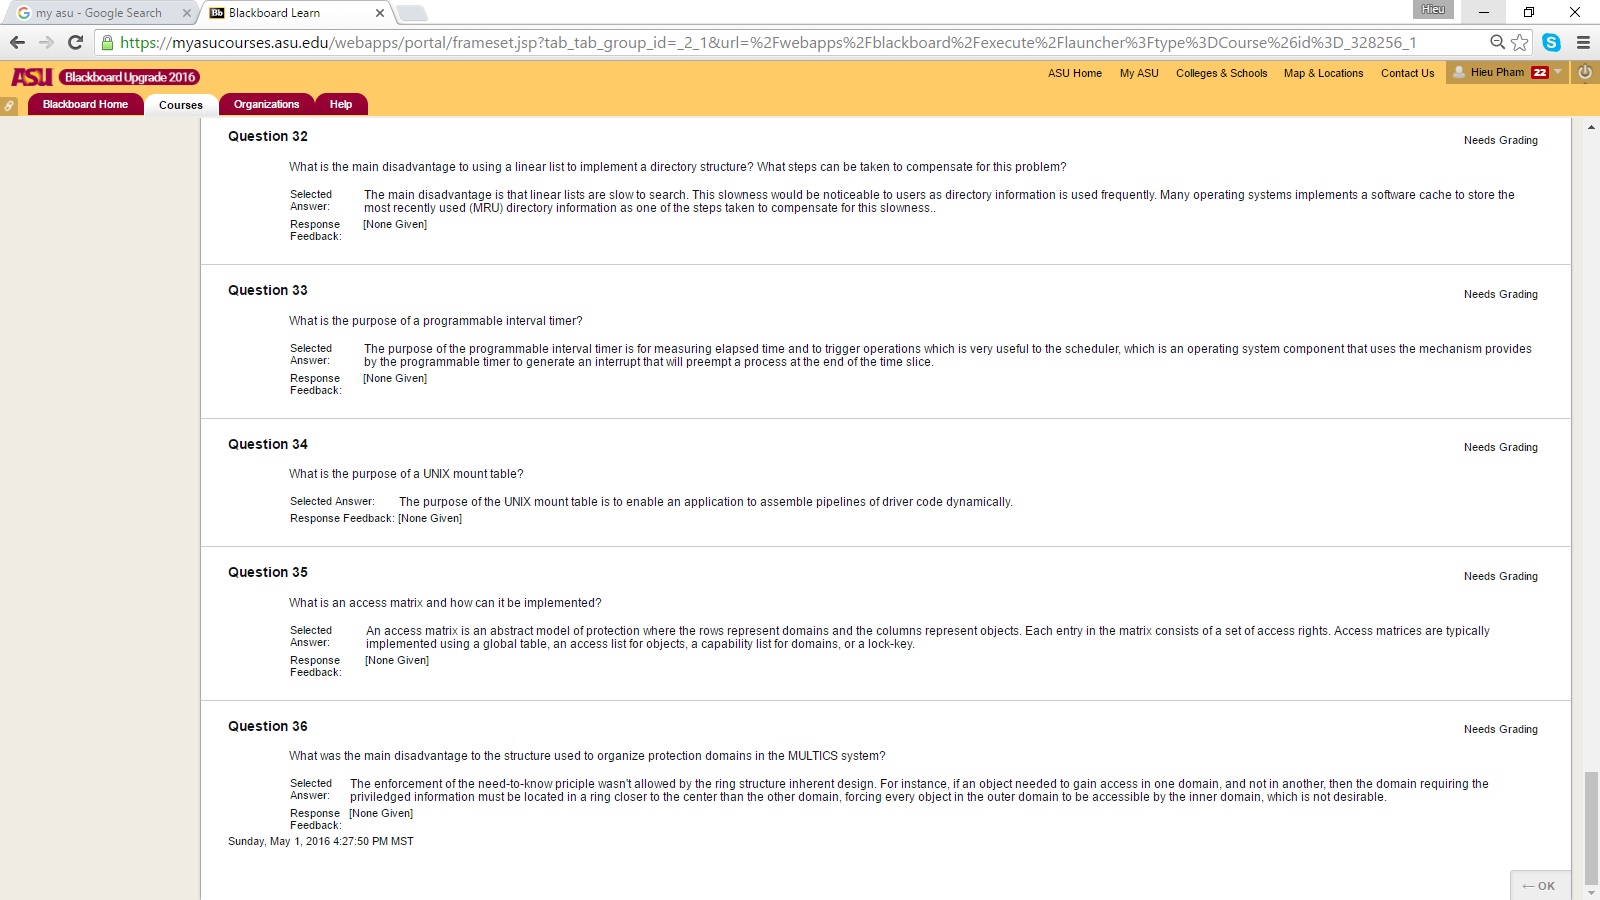 my asu - Google Search
Blackboard Learn
Hieu
https://myasucourses.asu.edu/webapps/portal/frameset.jsp?tab_tab_group_id=_2_1&url=%2Fwebapps%2Fblackboard%2Fexecute%2Flauncher%3Ftype%3DCourse%26id%3D_328256_1
ASU Blackboard Upgrade 2016
ASU Home My ASU Colleges & Schools Map & Locations Contact Us Hieu Pham 22
Blackboard Home Courses Organizations Help
Question 32
Needs Grading
What is the main disadvantage to using a linear list to implement a directory structure? What steps can be taken to compensate for this problem?
Selected Answer: The main disadvantage is that linear lists are slow to search. This slowness would be noticeable to users as directory information is used frequently. Many operating systems implements a software cache to store the
most recently used (MRU) directory information as one of the steps taken to compensate for this slowness..
Response Feedback: [None Given]
Question 33
Needs Grading
What is the purpose of a programmable interval timer?
Selected Answer: The purpose of the programmable interval timer is for measuring elapsed time and to trigger operations which is very useful to the scheduler, which is an operating system component that uses the mechanism provides
by the programmable timer to generate an interrupt that will preempt a process at the end of the time slice.
Response Feedback: [None Given]
Question 34
Needs Grading
What is the purpose of a UNIX mount table?
Selected Answer: The purpose of the UNIX mount table is to enable an application to assemble pipelines of driver code dynamically.
Response Feedback: [None Given]
Question 35
Needs Grading
What is an access matrix and how can it be implemented?
Selected Answer: An access matrix is an abstract model of protection where the rows represent domains and the columns represent objects. Each entry in the matrix consists of a set of access rights. Access matrices are typically
implemented using a global table, an access list for objects, a capability list for domains, or a lock-key.
Response Feedback: [None Given]
Question 36
Needs Grading
What was the main disadvantage to the structure used to organize protection domains in the MULTICS system?
Selected Answer: The enforcement of the need-to-know priciple wasn't allowed by the ring structure inherent design. For instance, if an object needed to gain access in one domain, and not in another, then the domain requiring the
priviledged information must be located in a ring closer to the center than the other domain, forcing every object in the outer domain to be accessible by the inner domain, which is not desirable.
Response Feedback: [None Given]
Sunday, May 1, 2016 4:27:50 PM MST
← OK